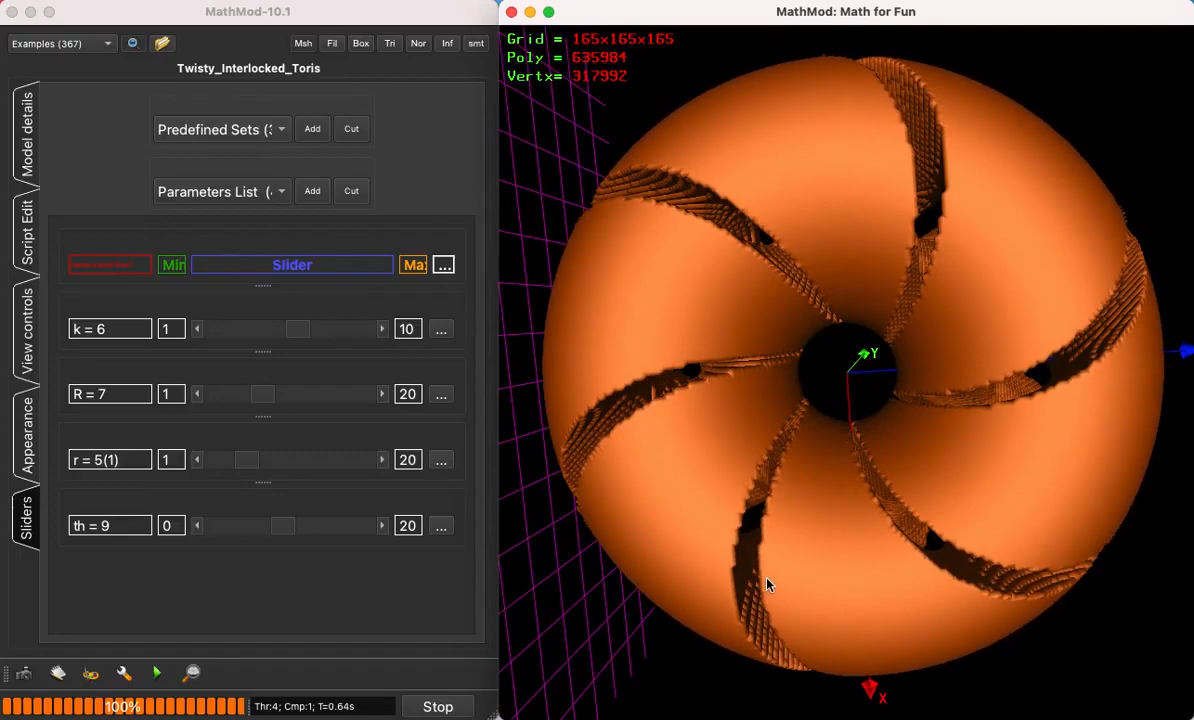 MathMod-10.1
Examples (367)
Msh
Fil
Box
Tri
Nor
Inf
smt
Twisty_Interlocked_Toris
Model details
Script Edit
View controls
Appearance
Sliders
Predefined Sets (3
Add
Cut
Parameters List (4
Add
Cut
Min
Slider
Max
...
k = 6
1
10
...
R = 7
1
20
...
r = 5(1)
1
20
...
th = 9
0
20
...
100%
Thr:4; Cmp:1; T=0.64s
Stop
MathMod: Math for Fun
Grid = 165x165x165
Poly = 635984
Vertx= 317992
Y
X